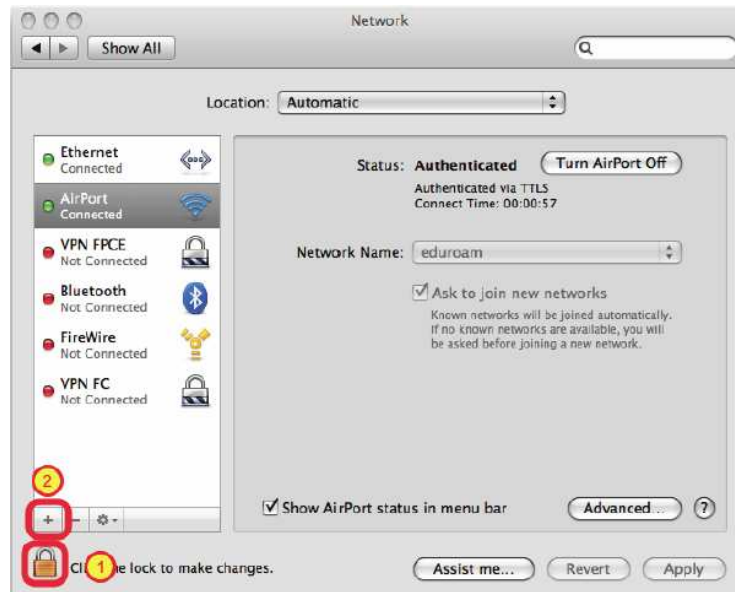 Network
Show All
Location: Automatic
Ethernet
Connected
AirPort
Connected
VPN FPCE
Not Connected
Bluetooth
Not Connected
FireWire
Not Connected
VPN FC
Not Connected
Status: Authenticated Turn AirPort Off
Authenticated via TTLS
Connect Time: 00:00:57
Network Name: eduroam
Ask to join new networks
Known networks will be joined automatically.
If no known networks are available, you will
be asked before joining a new network.
2
+ −
Show AirPort status in menu bar Advanced... ?
1
lock to make changes.
Assist me... Revert Apply